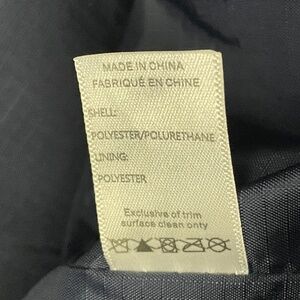 MADE IN CHINA
FABRIQUÉ EN CHINE
SHELL:
POLYESTER/POLURETHANE
LINING:
POLYESTER
Exclusive of trim
surface clean only